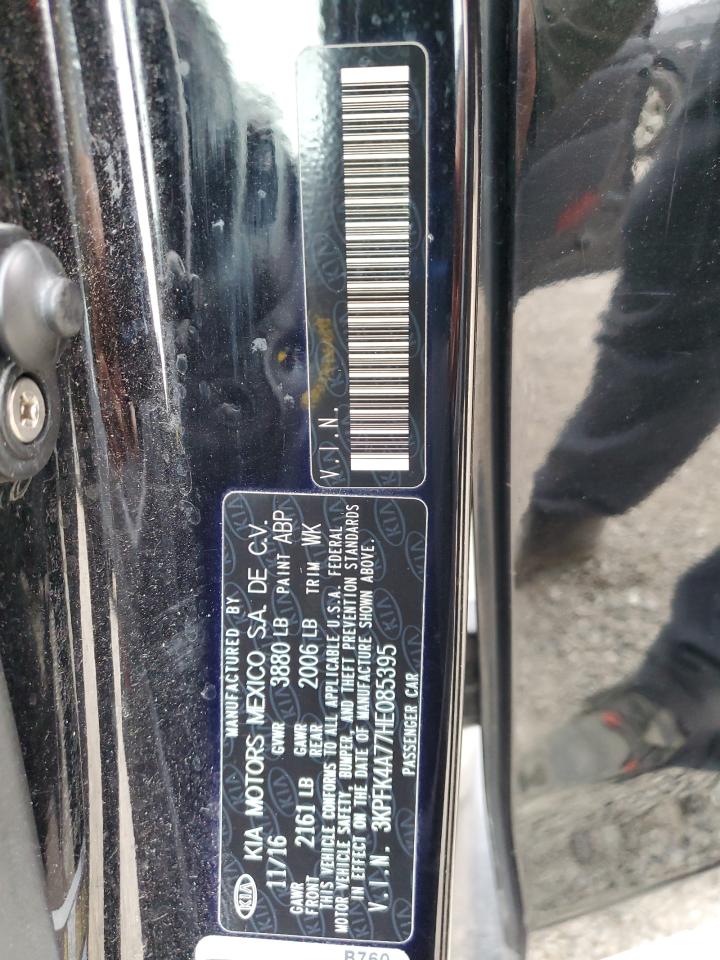 V.I.N.
MANUFACTURED BY
KIA KIA MOTORS MEXICO S.A. DE C.V.
11/16 GVWR 3880 LB PAINT ABP
GAWR FRONT 2161 LB GAWR REAR 2006 LB TRIM WK
THIS VEHICLE CONFORMS TO ALL APPLICABLE U.S.A. FEDERAL
MOTOR VEHICLE SAFETY, BUMPER, AND THEFT PREVENTION STANDARDS
IN EFFECT ON THE DATE OF MANUFACTURE SHOWN ABOVE.
V.I.N. 3KPFK4A77HE085395
PASSENGER CAR
B760